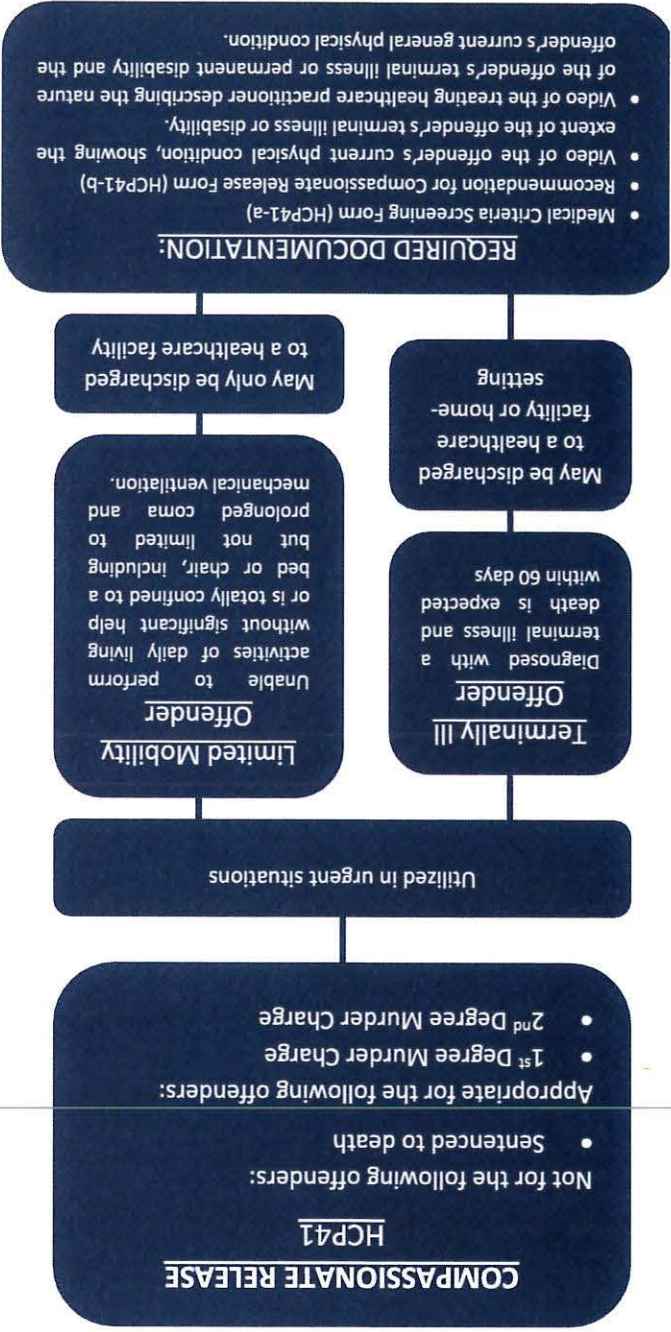 COMPASSIONATE RELEASE
HCP41
Not for the following offenders:
• Sentenced to death
Appropriate for the following offenders:
• 1st Degree Murder Charge
• 2nd Degree Murder Charge
Utilized in urgent situations
Terminally Ill
Offender
Diagnosed with a
terminal illness and
death is expected
within 60 days
May be discharged
to a healthcare
facility or home-
setting
Limited Mobility
Offender
Unable to perform
activities of daily living
without significant help
or is totally confined to a
bed or chair, including
but not limited to
prolonged coma and
mechanical ventilation.
May only be discharged
to a healthcare facility
REQUIRED DOCUMENTATION:
• Medical Criteria Screening Form (HCP41-a)
• Recommendation for Compassionate Release Form (HCP41-b)
• Video of the offender's current physical condition, showing the
extent of the offender's terminal illness or disability.
• Video of the treating healthcare practitioner describing the nature
of the offender's terminal illness or permanent disability and the
offender's current general physical condition.